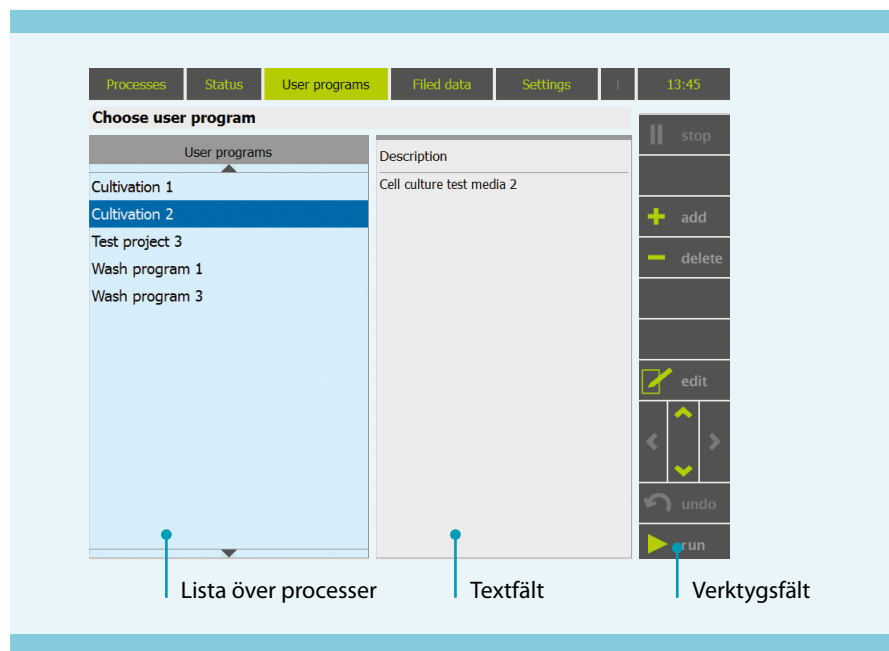 Processes Status User programs Filed data Settings i 13:45
Choose user program
stop
User programs
Description
Cultivation 1
Cell culture test media 2
Cultivation 2
add
Test project 3
delete
Wash program 1
Wash program 3
edit
undo
run
Lista över processer
Textfält
Verktygsfält